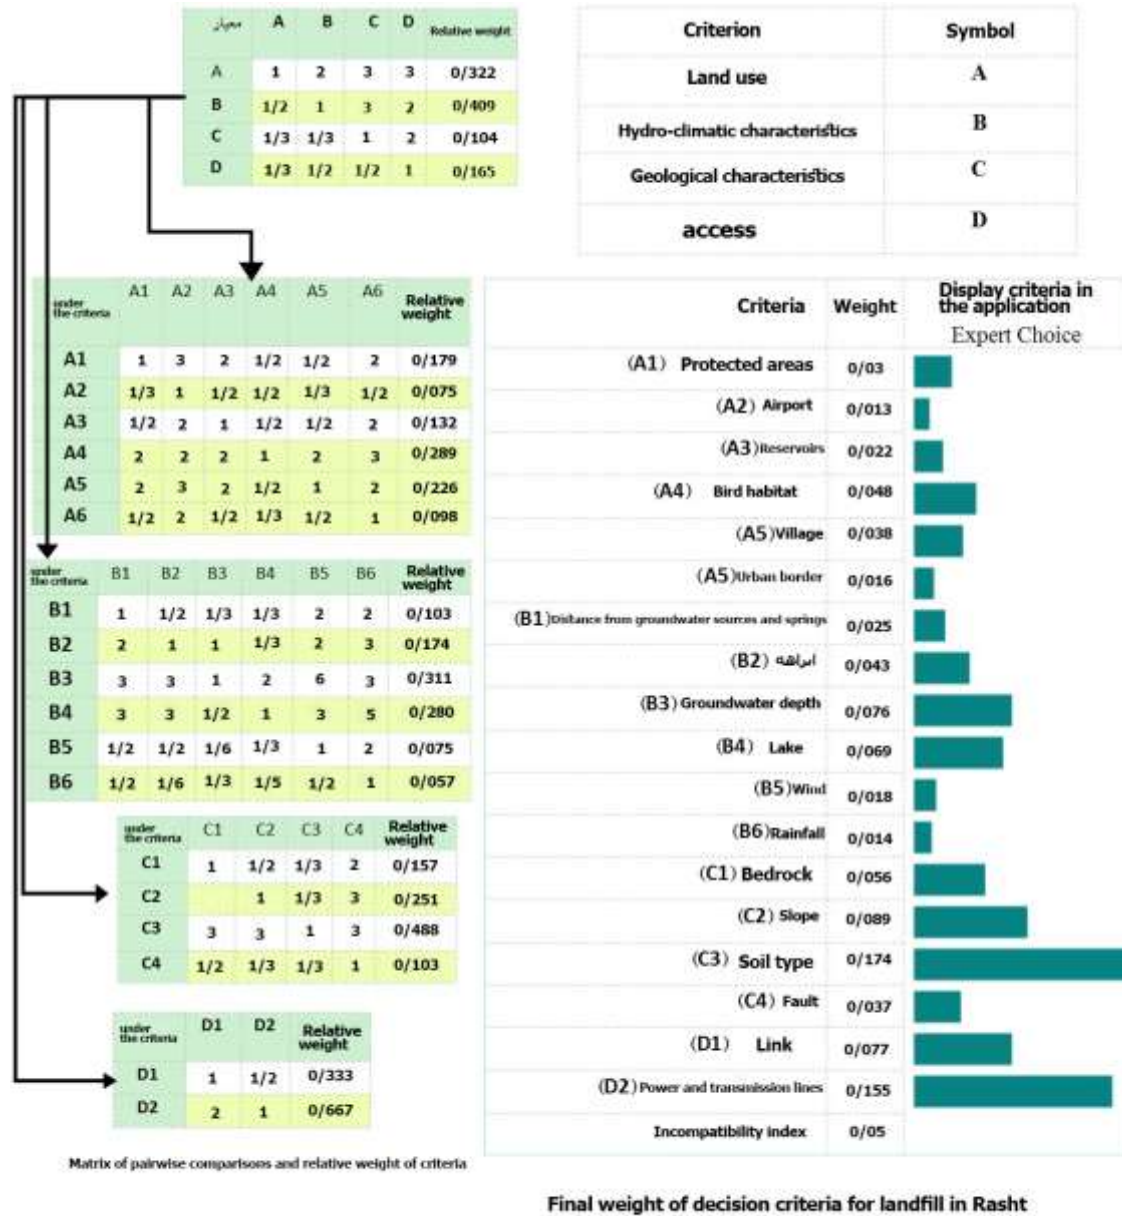 معیار A B C D Relative weight
A 1 2 3 3 0/322
B 1/2 1 3 2 0/409
C 1/3 1/3 1 2 0/104
D 1/3 1/2 1/2 1 0/165
Criterion Symbol
Land use A
Hydro-climatic characteristics B
Geological characteristics C
access D
under the criteria A1 A2 A3 A4 A5 A6 Relative weight
A1 1 3 2 1/2 1/2 2 0/179
A2 1/3 1 1/2 1/2 1/3 1/2 0/075
A3 1/2 2 1 1/2 1/2 2 0/132
A4 2 2 2 1 2 3 0/289
A5 2 3 2 1/2 1 2 0/226
A6 1/2 2 1/2 1/3 1/2 1 0/098
under the criteria B1 B2 B3 B4 B5 B6 Relative weight
B1 1 1/2 1/3 1/3 2 2 0/103
B2 2 1 1 1/3 2 3 0/174
B3 3 3 1 2 6 3 0/311
B4 3 3 1/2 1 3 5 0/280
B5 1/2 1/2 1/6 1/3 1 2 0/075
B6 1/2 1/6 1/3 1/5 1/2 1 0/057
under the criteria C1 C2 C3 C4 Relative weight
C1 1 1/2 1/3 2 0/157
C2 1 1/3 3 0/251
C3 3 3 1 3 0/488
C4 1/2 1/3 1/3 1 0/103
under the criteria D1 D2 Relative weight
D1 1 1/2 0/333
D2 2 1 0/667
Matrix of pairwise comparisons and relative weight of criteria
Criteria Weight Display criteria in the application Expert Choice
(A1) Protected areas 0/03
(A2) Airport 0/013
(A3) Reservoirs 0/022
(A4) Bird habitat 0/048
(A5) Village 0/038
(A5) Urban border 0/016
(B1) Distance from groundwater sources and springs 0/025
(B2) ابراهه 0/043
(B3) Groundwater depth 0/076
(B4) Lake 0/069
(B5) Wind 0/018
(B6) Rainfall 0/014
(C1) Bedrock 0/056
(C2) Slope 0/089
(C3) Soil type 0/174
(C4) Fault 0/037
(D1) Link 0/077
(D2) Power and transmission lines 0/155
Incompatibility index 0/05
Final weight of decision criteria for landfill in Rasht